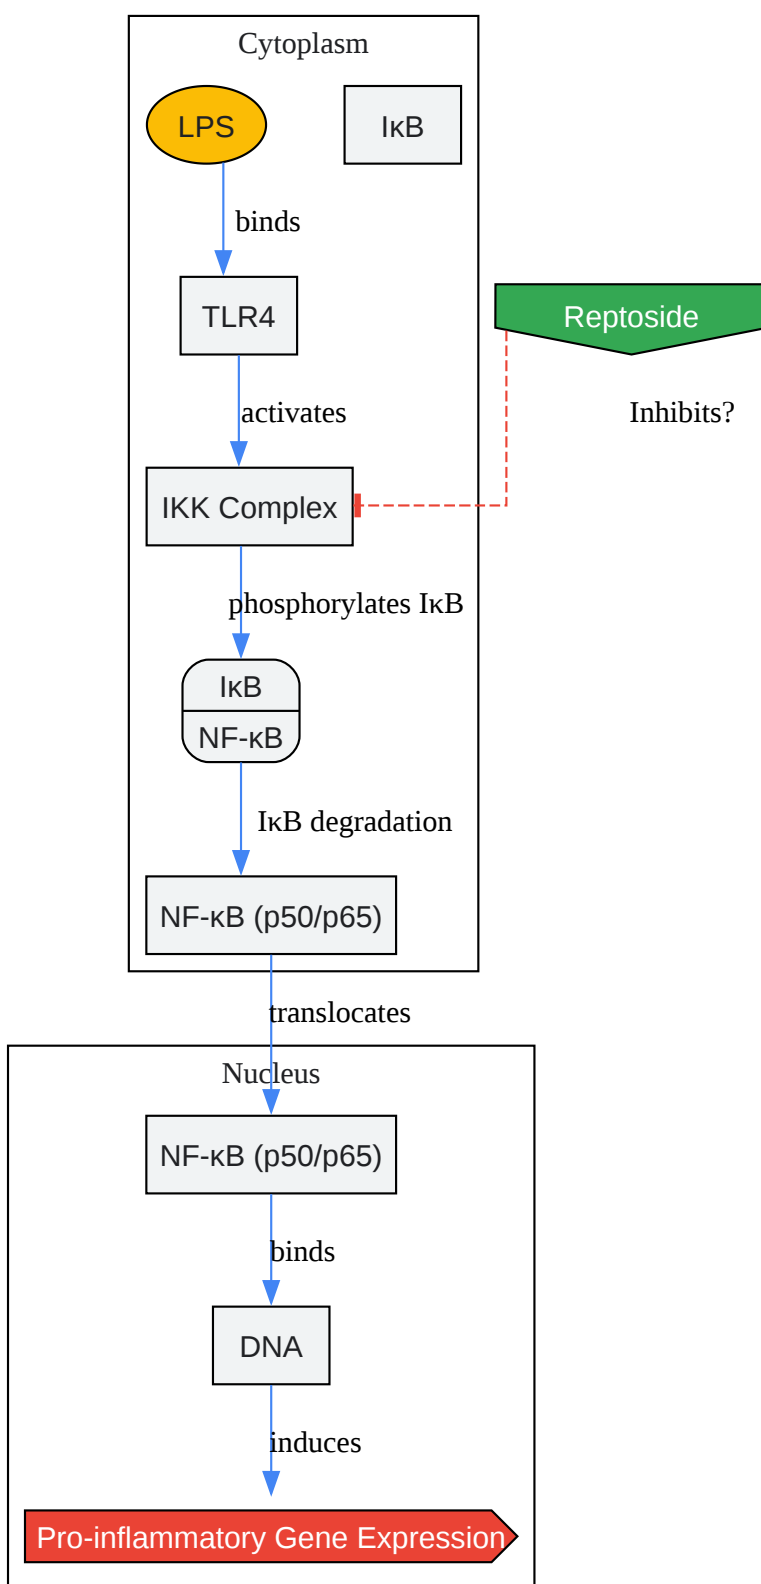 Cytoplasm
LPS
IκB
binds
TLR4
Reptoside
activates
Inhibits?
IKK Complex
phosphorylates IκB
IκB
NF-κB
IκB degradation
NF-κB (p50/p65)
translocates
Nucleus
NF-κB (p50/p65)
binds
DNA
induces
Pro-inflammatory Gene Expression